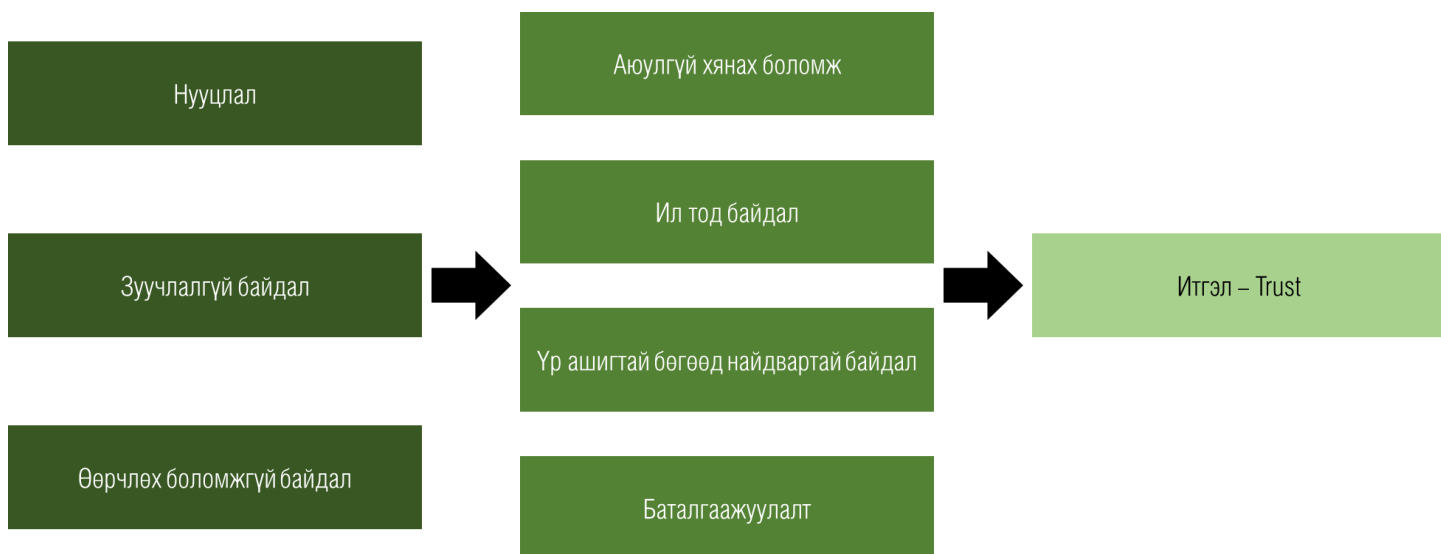 Нууцлал
Зуучлалгүй байдал
Өөрчлөх боломжгүй байдал
Аюулгүй хянах боломж
Ил тод байдал
Үр ашигтай бөгөөд найдвартай байдал
Баталгаажуулалт
Итгэл – Trust